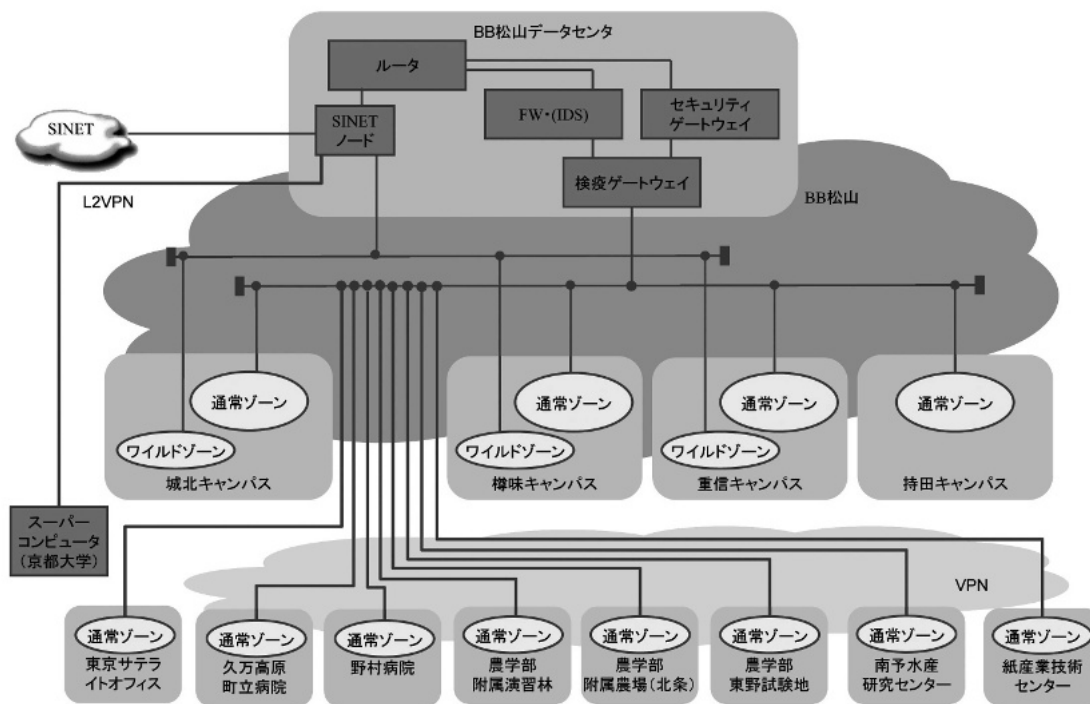 BB松山データセンタ
ルータ
SINET
SINET
ノード
FW・(IDS)
セキュリティ
ゲートウェイ
検疫ゲートウェイ
L2VPN
BB松山
通常ゾーン
ワイルドゾーン
城北キャンパス
通常ゾーン
ワイルドゾーン
樽味キャンパス
通常ゾーン
ワイルドゾーン
重信キャンパス
通常ゾーン
持田キャンパス
スーパー
コンピュータ
(京都大学)
VPN
通常ゾーン
東京サテラ
イトオフィス
通常ゾーン
久万高原
町立病院
通常ゾーン
野村病院
通常ゾーン
農学部
附属演習林
通常ゾーン
農学部
附属農場(北条)
通常ゾーン
農学部
東野試験地
通常ゾーン
南予水産
研究センター
通常ゾーン
紙産業技術
センター